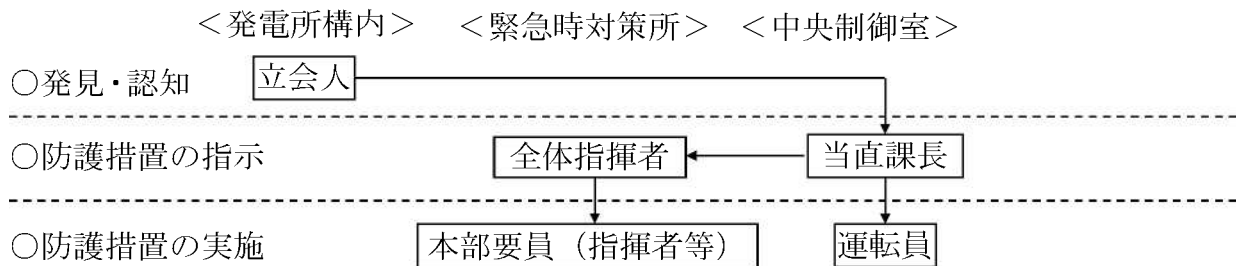 ＜発電所構内＞ ＜緊急時対策所＞ ＜中央制御室＞
○発見・認知 立会人
○防護措置の指示 全体指揮者 当直課長
○防護措置の実施 本部要員（指揮者等） 運転員